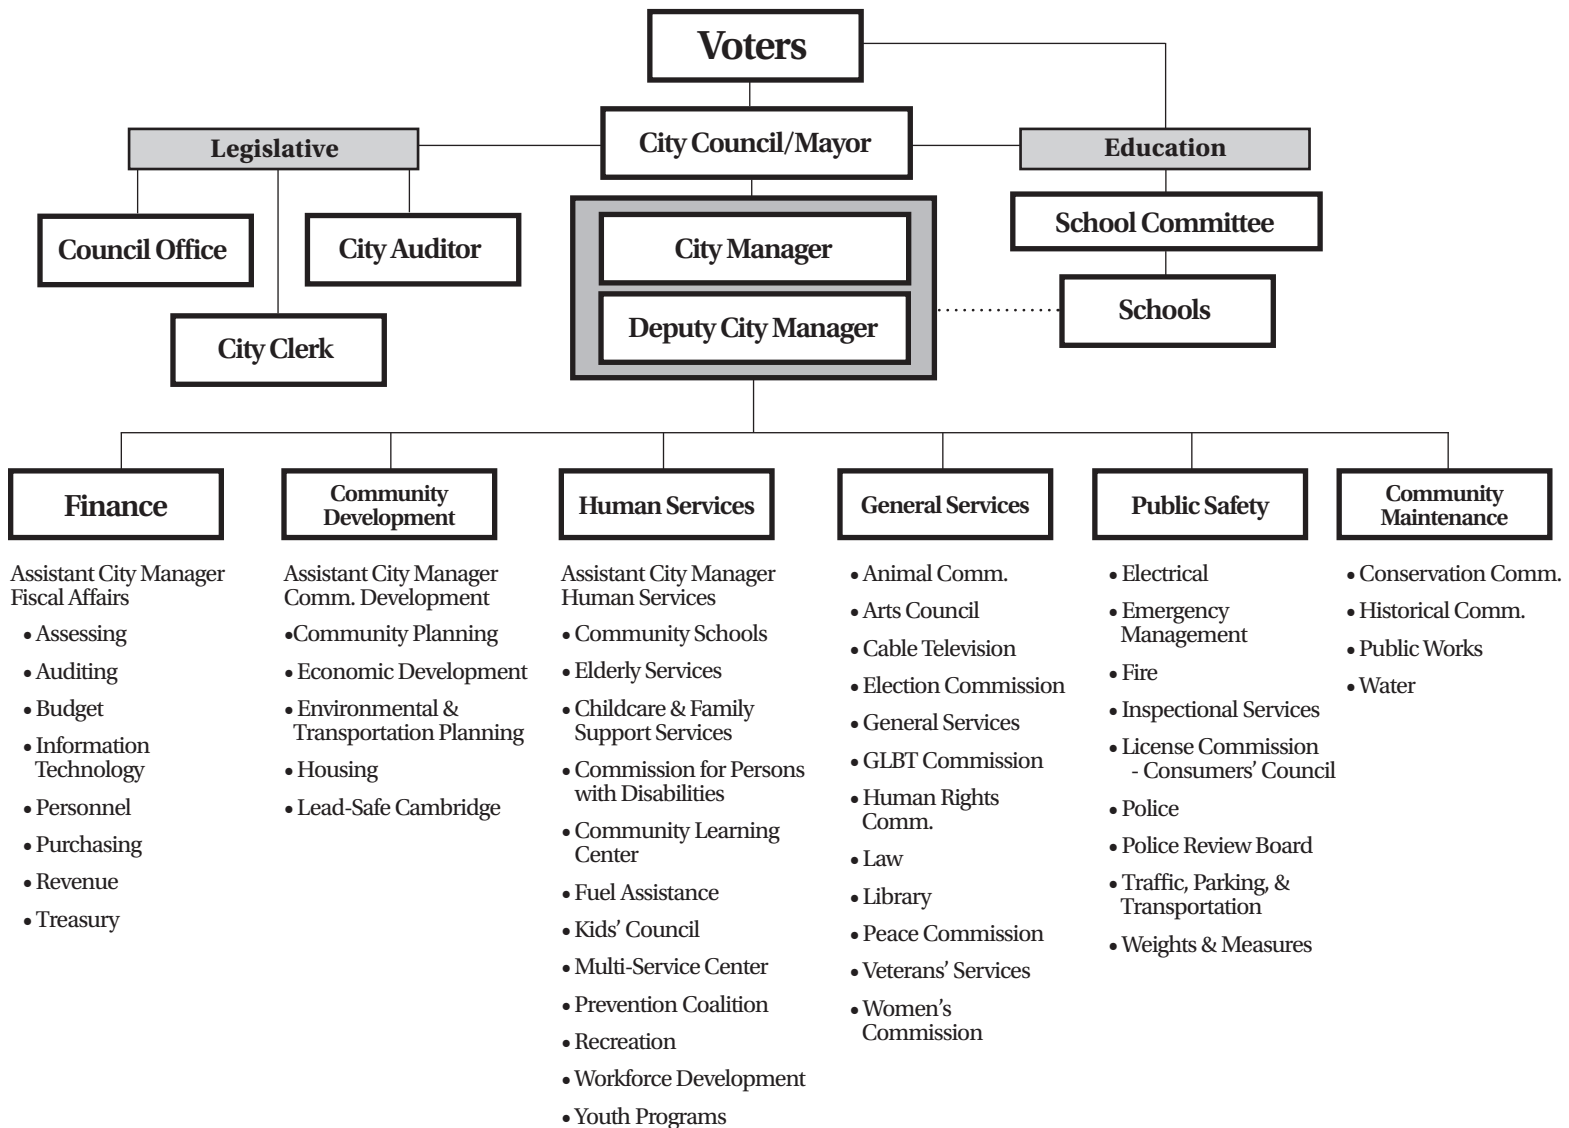 Voters
Legislative
City Council/Mayor
Education
Council Office
City Auditor
City Clerk
City Manager
Deputy City Manager
School Committee
Schools
Finance
Assistant City Manager
Fiscal Affairs
• Assessing
• Auditing
• Budget
• Information
Technology
• Personnel
• Purchasing
• Revenue
• Treasury
Community
Development
Assistant City Manager
Comm. Development
•Community Planning
• Economic Development
• Environmental &
Transportation Planning
• Housing
• Lead-Safe Cambridge
Human Services
Assistant City Manager
Human Services
• Community Schools
• Elderly Services
• Childcare & Family
Support Services
• Commission for Persons
with Disabilities
• Community Learning
Center
• Fuel Assistance
• Kids’ Council
• Multi-Service Center
• Prevention Coalition
• Recreation
• Workforce Development
• Youth Programs
General Services
• Animal Comm.
• Arts Council
• Cable Television
• Election Commission
• General Services
• GLBT Commission
• Human Rights
Comm.
• Law
• Library
• Peace Commission
• Veterans’ Services
• Women’s
Commission
Public Safety
• Electrical
• Emergency
Management
• Fire
• Inspectional Services
• License Commission
- Consumers’ Council
• Police
• Police Review Board
• Traffic, Parking, &
Transportation
• Weights & Measures
Community
Maintenance
• Conservation Comm.
• Historical Comm.
• Public Works
• Water